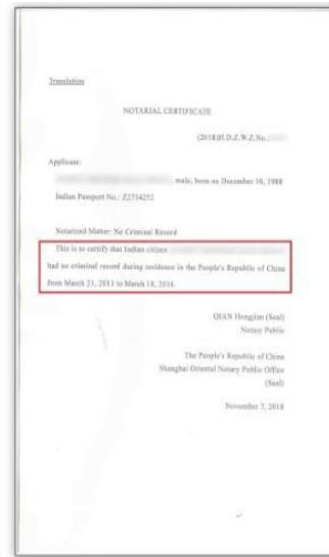 Translation
NOTARIAL CERTIFICATE
(2018)H.D.Z.W.Z.No.
Applicant:
, male, born on December 10, 1988
Indian Passport No.: Z2734252
Notarized Matter: No Criminal Record
This is to certify that Indian citizen
had no criminal record during residence in the People's Republic of China
from March 21, 2013 to March 18, 2014.
QIAN Hongjian (Seal)
Notary Public
The People's Republic of China
Shanghai Oriental Notary Public Office
(Seal)
November 7, 2018